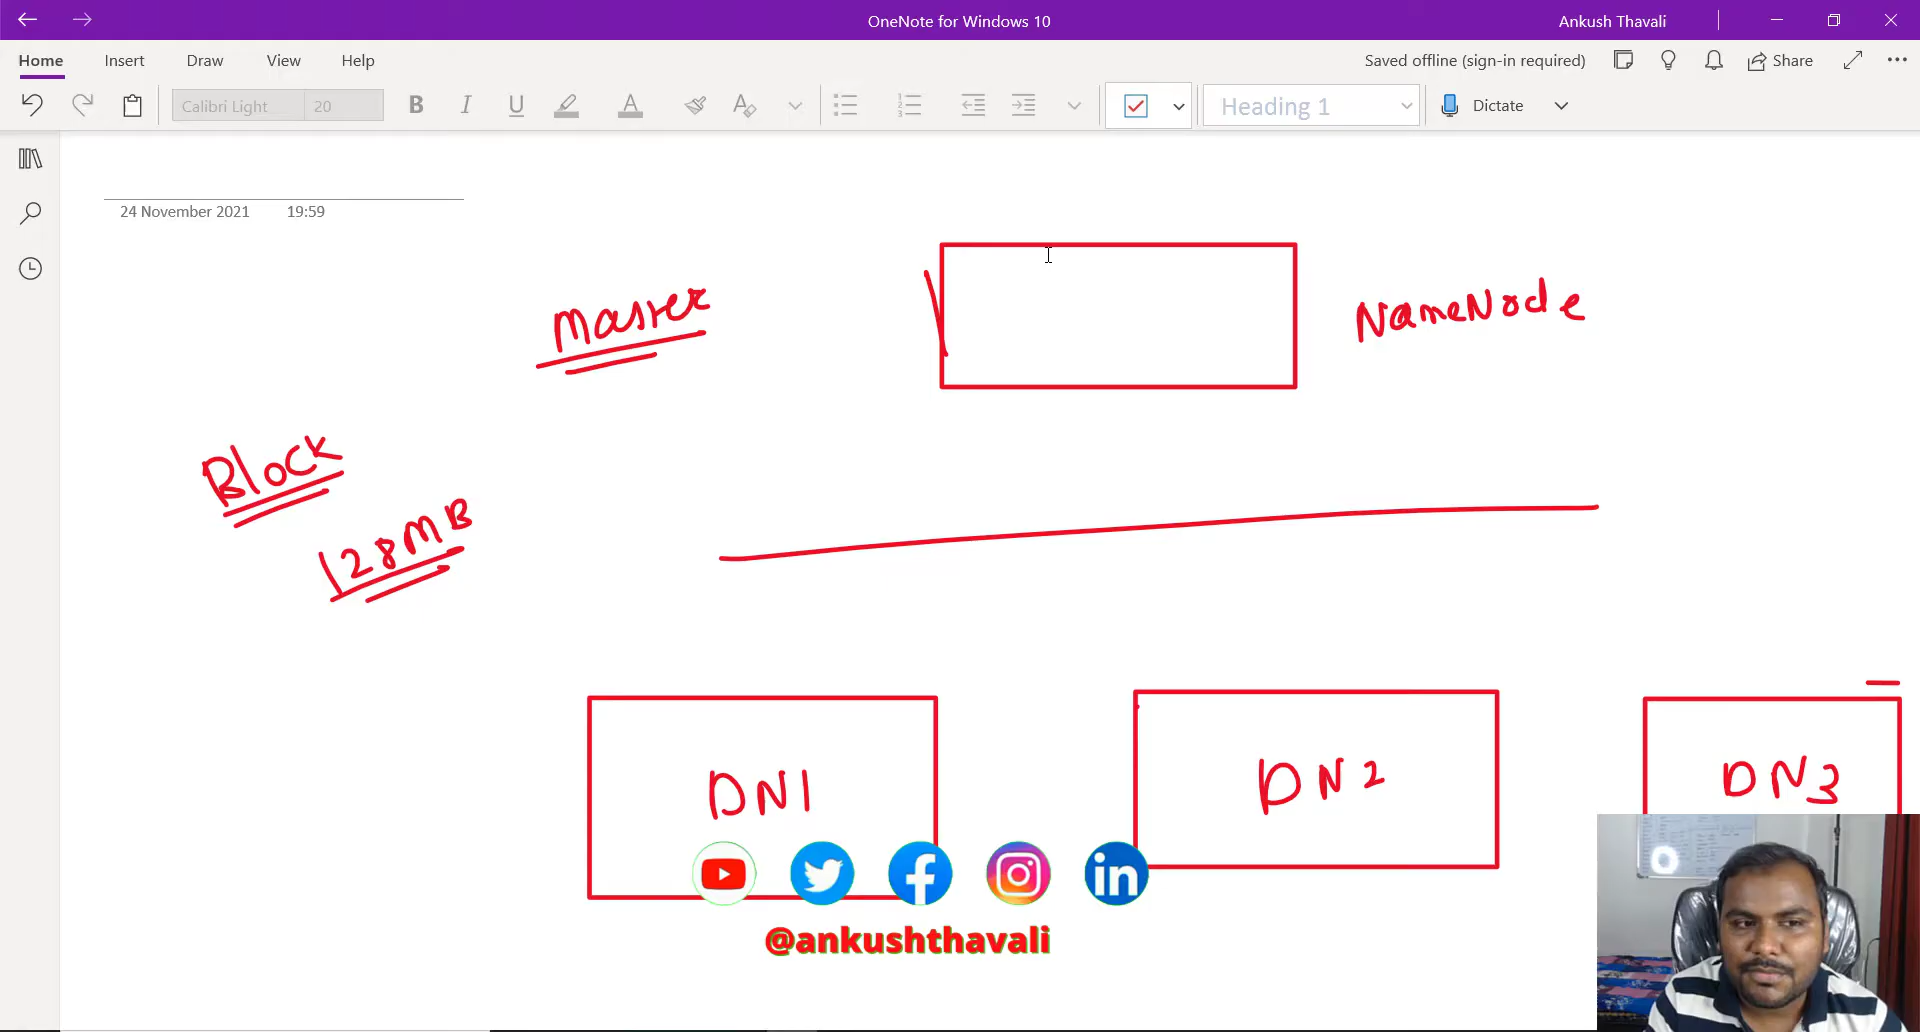 OneNote for Windows 10
Ankush Thavali
Home Insert Draw View Help
Saved offline (sign-in required)
Share
Calibri Light 20
B I U A A
Heading 1
Dictate
24 November 2021 19:59
Master
NameNode
Block
128MB
DN1
DN2
DN3
in
@ankushthavali